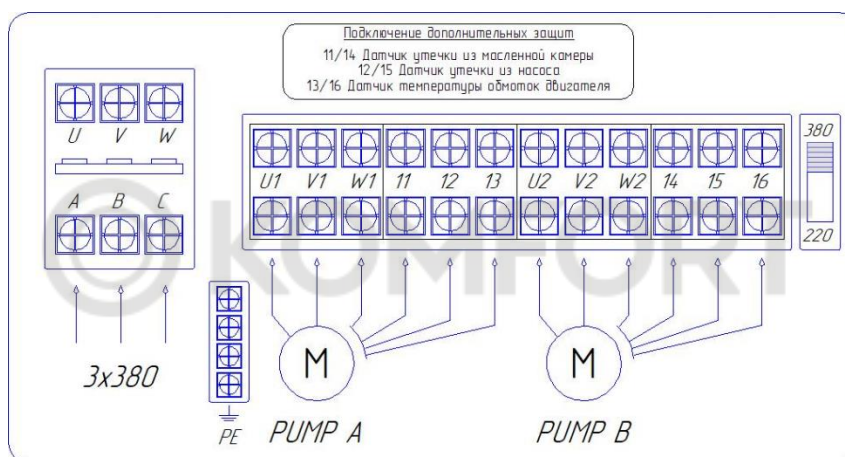 Подключение дополнительных защит
11/14 Датчик утечки из масленной камеры
12/15 Датчик утечки из насоса
13/16 Датчик температуры обмоток двигателя
U V W
A B C
3x380
U1 V1 W1 11 12 13 U2 V2 W2 14 15 16
380
220
©KOMFORT
M M
PE PUMP A PUMP B